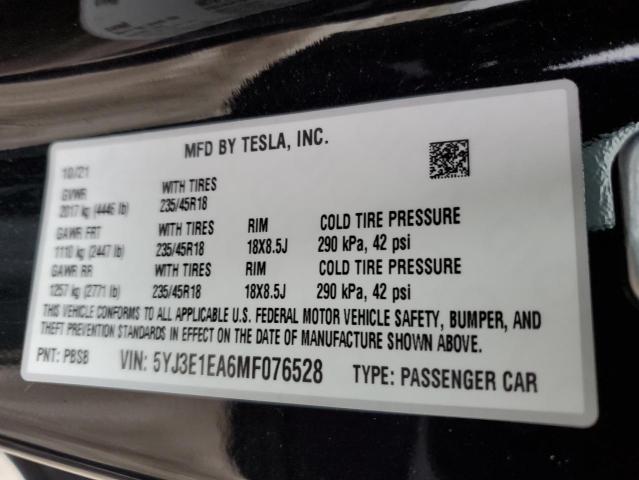 MFD BY TESLA, INC.
10/21
GVWR WITH TIRES
2017 kg (4446 lb) 235/45R18
GAWR FRT WITH TIRES RIM COLD TIRE PRESSURE
1110 kg (2447 lb) 235/45R18 18X8.5J 290 kPa, 42 psi
GAWR RR WITH TIRES RIM COLD TIRE PRESSURE
1257 kg (2771 lb) 235/45R18 18X8.5J 290 kPa, 42 psi
THIS VEHICLE CONFORMS TO ALL APPLICABLE U.S. FEDERAL MOTOR VEHICLE SAFETY, BUMPER, AND
THEFT PREVENTION STANDARDS IN EFFECT ON THE DATE OF MANUFACTURE SHOWN ABOVE.
PNT: PBSB VIN: 5YJ3E1EA6MF076528 TYPE: PASSENGER CAR